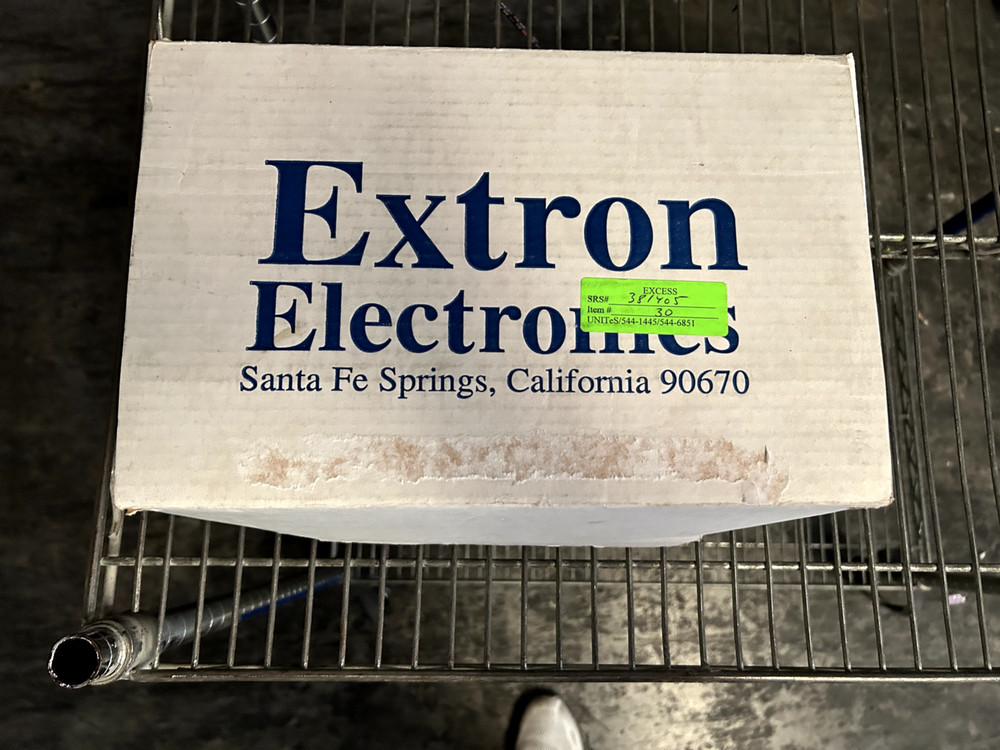 Extron
Electronics
EXCESS
SRS# 381405
Item # 30
UNITeS/544-1445/544-6851
Santa Fe Springs, California 90670